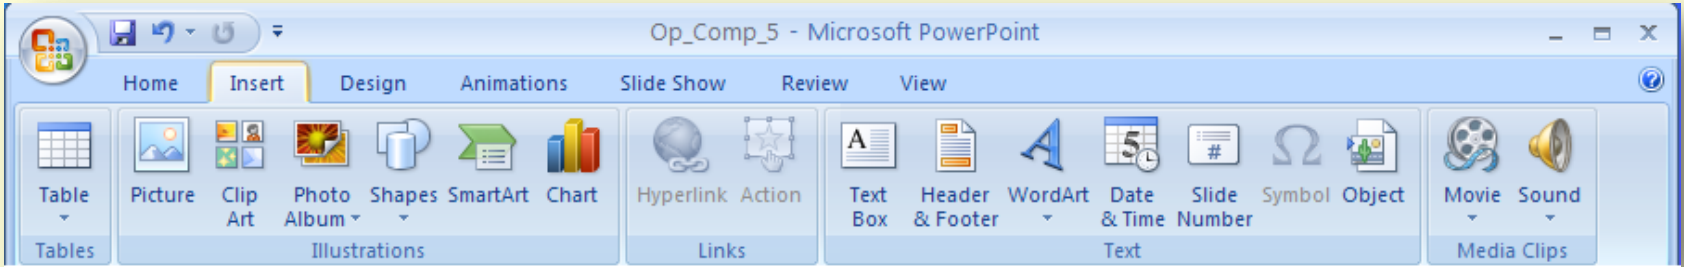 Op_Comp_5 - Microsoft PowerPoint
Home Insert Design Animations Slide Show Review View
A 5 # Ω
Table Picture Clip Photo Shapes SmartArt Chart Hyperlink Action Text Header WordArt Date Slide Symbol Object Movie Sound
Art Album Box & Footer & Time Number
Tables Illustrations Links Text Media Clips